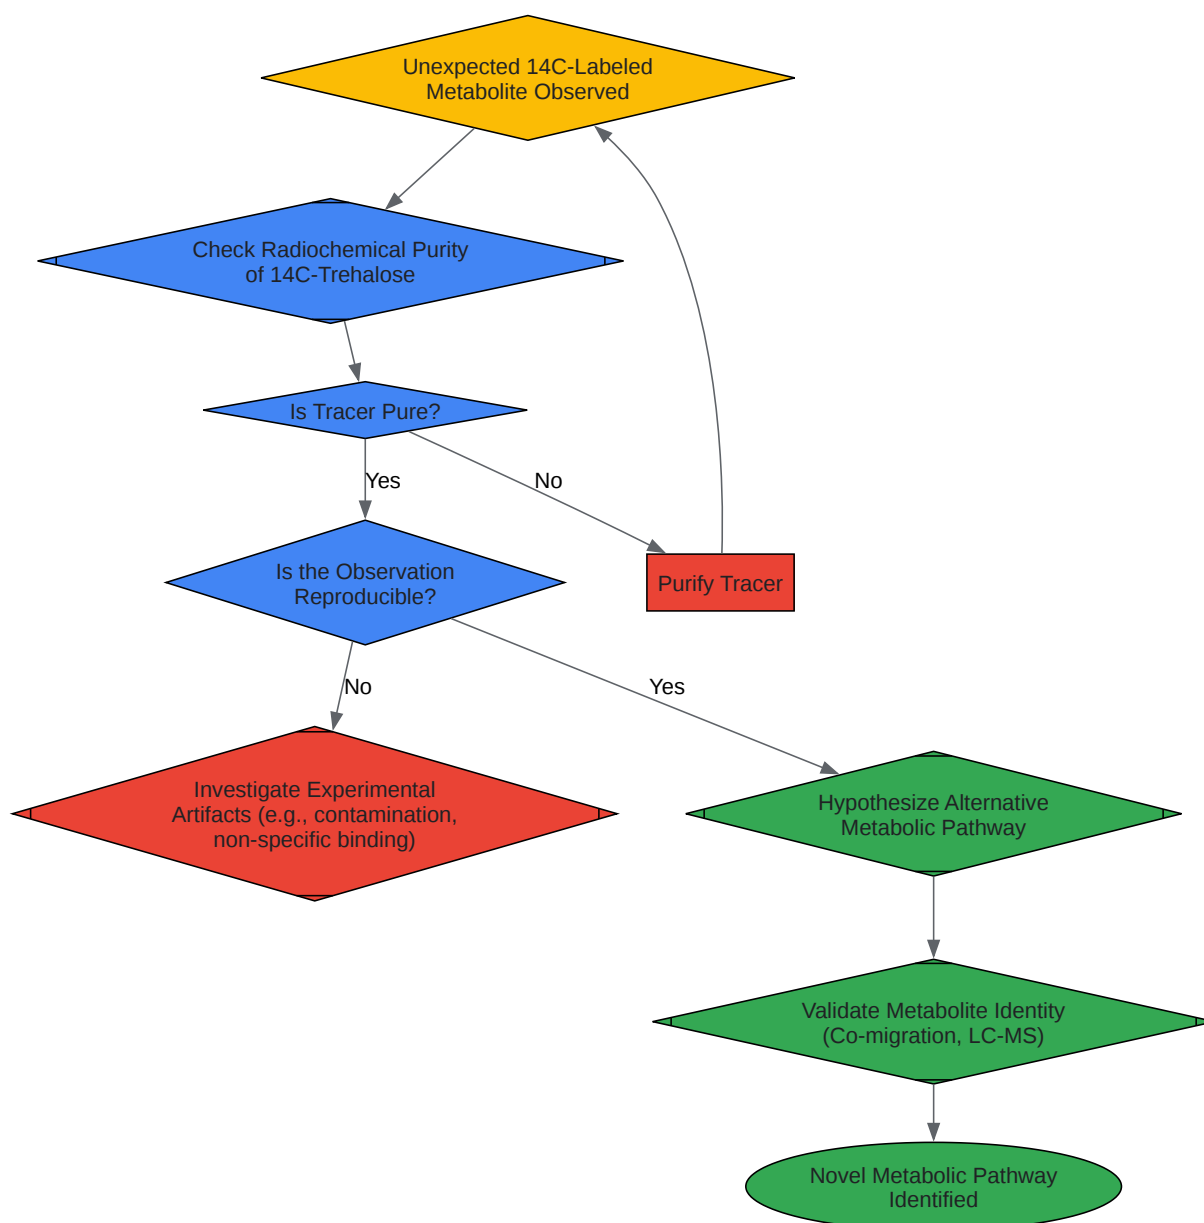 Unexpected 14C-Labeled
Metabolite Observed
Check Radiochemical Purity
of 14C-Trehalose
Is Tracer Pure?
Yes
No
Is the Observation
Reproducible?
Purify Tracer
No
Yes
Investigate Experimental
Artifacts (e.g., contamination,
non-specific binding)
Hypothesize Alternative
Metabolic Pathway
Validate Metabolite Identity
(Co-migration, LC-MS)
Novel Metabolic Pathway
Identified